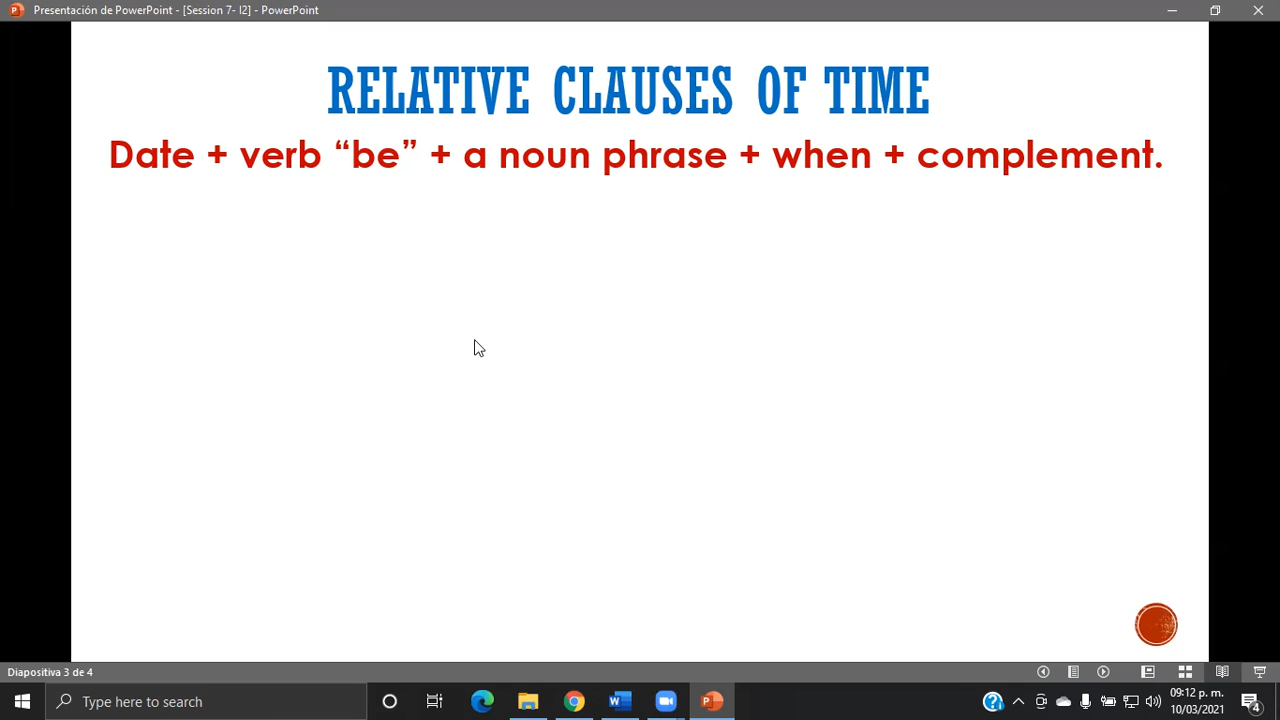 Presentación de PowerPoint - [Session 7- I2] - PowerPoint
RELATIVE CLAUSES OF TIME
Date + verb “be” + a noun phrase + when + complement.
Diapositiva 3 de 4
Type here to search
09:12 p. m.
10/03/2021
4